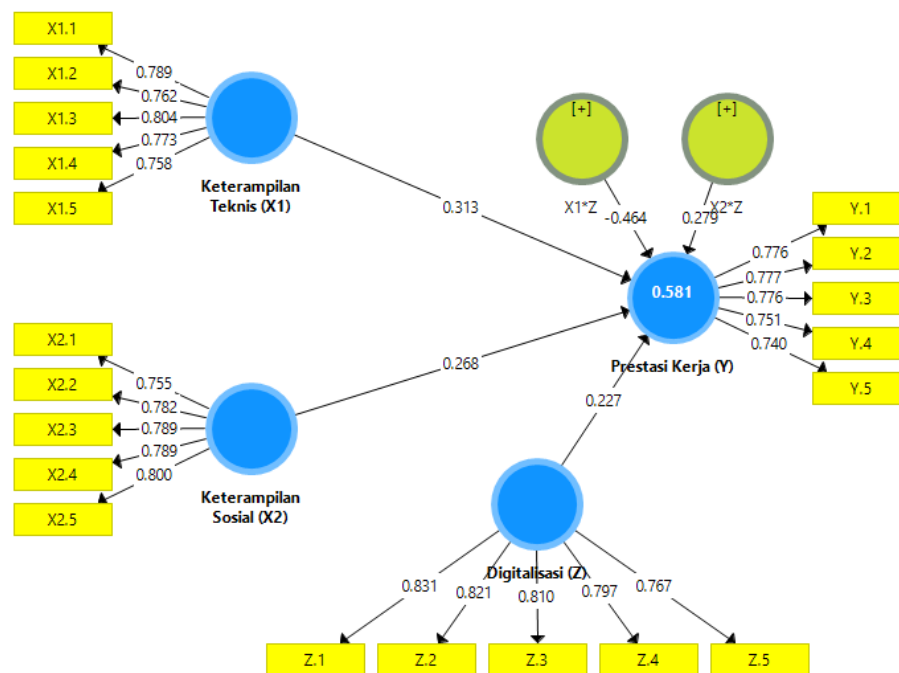 X1.1
X1.2
X1.3
X1.4
X1.5
0.789
0.762
0.804
0.773
0.758
Keterampilan
Teknis (X1)
[+]
[+]
X1*Z
X2*Z
-0.464
0.279
0.313
0.581
Prestasi Kerja (Y)
0.776
0.777
0.776
0.751
0.740
Y.1
Y.2
Y.3
Y.4
Y.5
X2.1
X2.2
X2.3
X2.4
X2.5
0.755
0.782
0.789
0.789
0.800
Keterampilan
Sosial (X2)
0.268
0.227
Digitalisasi (Z)
0.831
0.821
0.810
0.797
0.767
Z.1
Z.2
Z.3
Z.4
Z.5